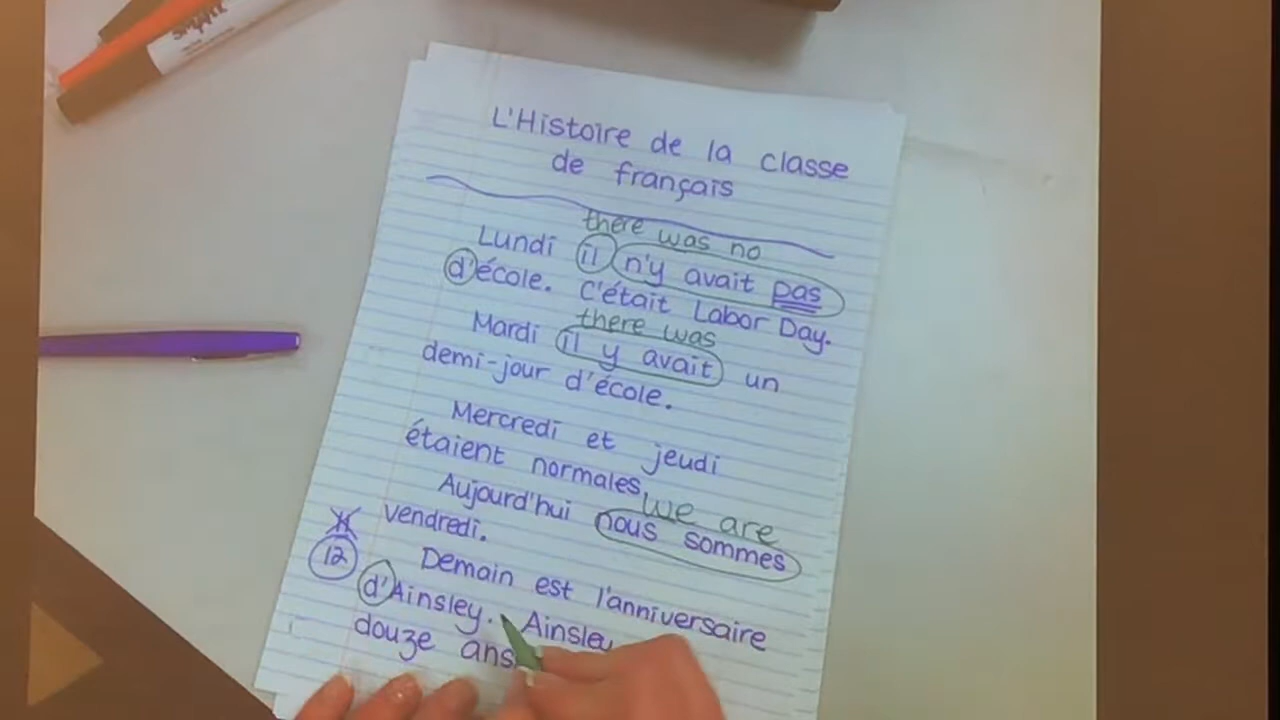 L'Histoire de la classe
de français
there was no
Lundi il n'y avait pas
d'école. C'était Labor Day.
there was
Mardi il y avait un
demi-jour d'école.
Mercredi et jeudi
étaient normales.
we are
Aujourd'hui nous sommes
vendredi.
12
Demain est l'anniversaire
d'Ainsley. Ainsley
douze ans